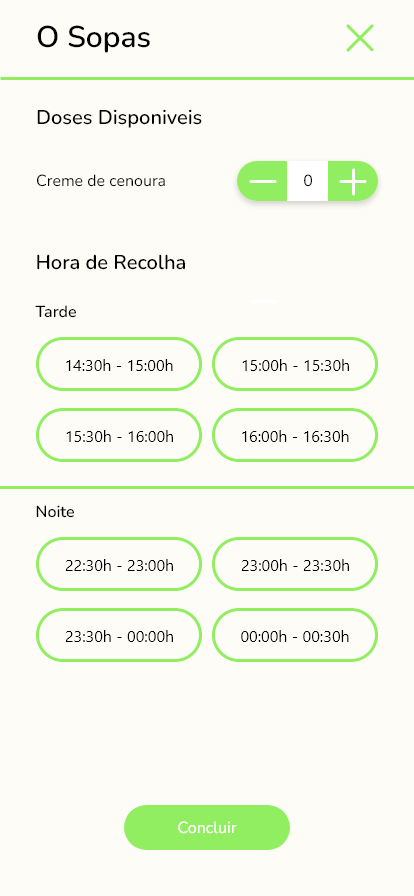 O Sopas
Doses Disponiveis
Creme de cenoura 0
Hora de Recolha
Tarde
14:30h - 15:00h 15:00h - 15:30h
15:30h - 16:00h 16:00h - 16:30h
Noite
22:30h - 23:00h 23:00h - 23:30h
23:30h - 00:00h 00:00h - 00:30h
Concluir